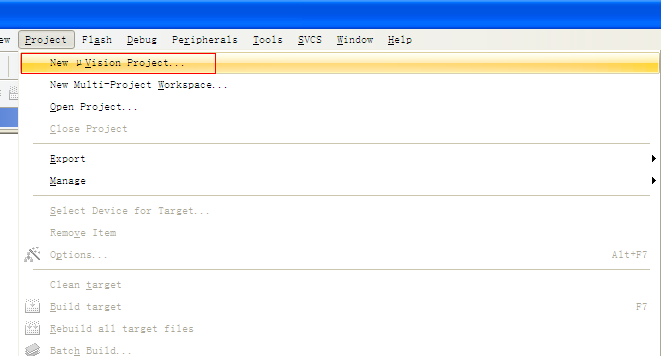 ew Project Flash Debug Peripherals Tools SVCS Window Help
New μVision Project...
New Multi-Project Workspace...
Open Project...
Close Project
Export
Manage
Select Device for Target...
Remove Item
Options... Alt+F7
Clean target
Build target F7
Rebuild all target files
Batch Build...